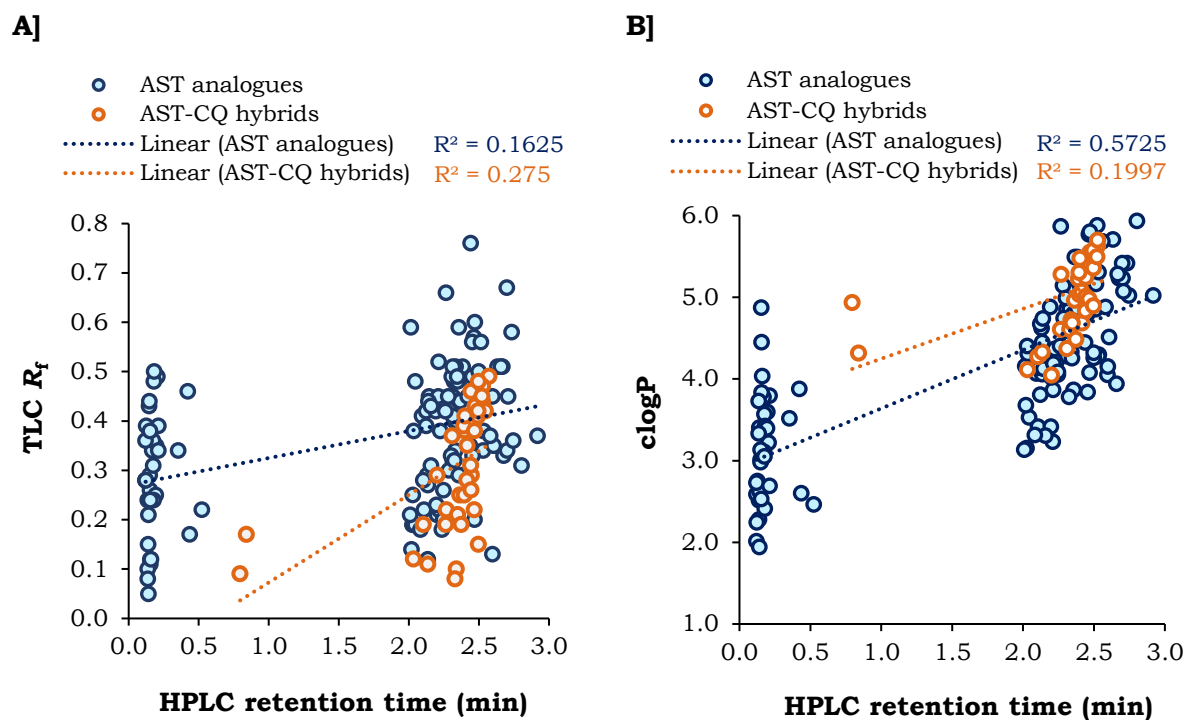 A]
AST analogues
AST-CQ hybrids
Linear (AST analogues) R² = 0.1625
Linear (AST-CQ hybrids) R² = 0.275
0.8
0.7
0.6
0.5
0.4
0.3
0.2
0.1
0.0
TLC Rf
0.0 0.5 1.0 1.5 2.0 2.5 3.0
HPLC retention time (min)
B]
AST analogues
AST-CQ hybrids
Linear (AST analogues) R² = 0.5725
Linear (AST-CQ hybrids) R² = 0.1997
6.0
5.0
4.0
3.0
2.0
1.0
clogP
0.0 0.5 1.0 1.5 2.0 2.5 3.0
HPLC retention time (min)